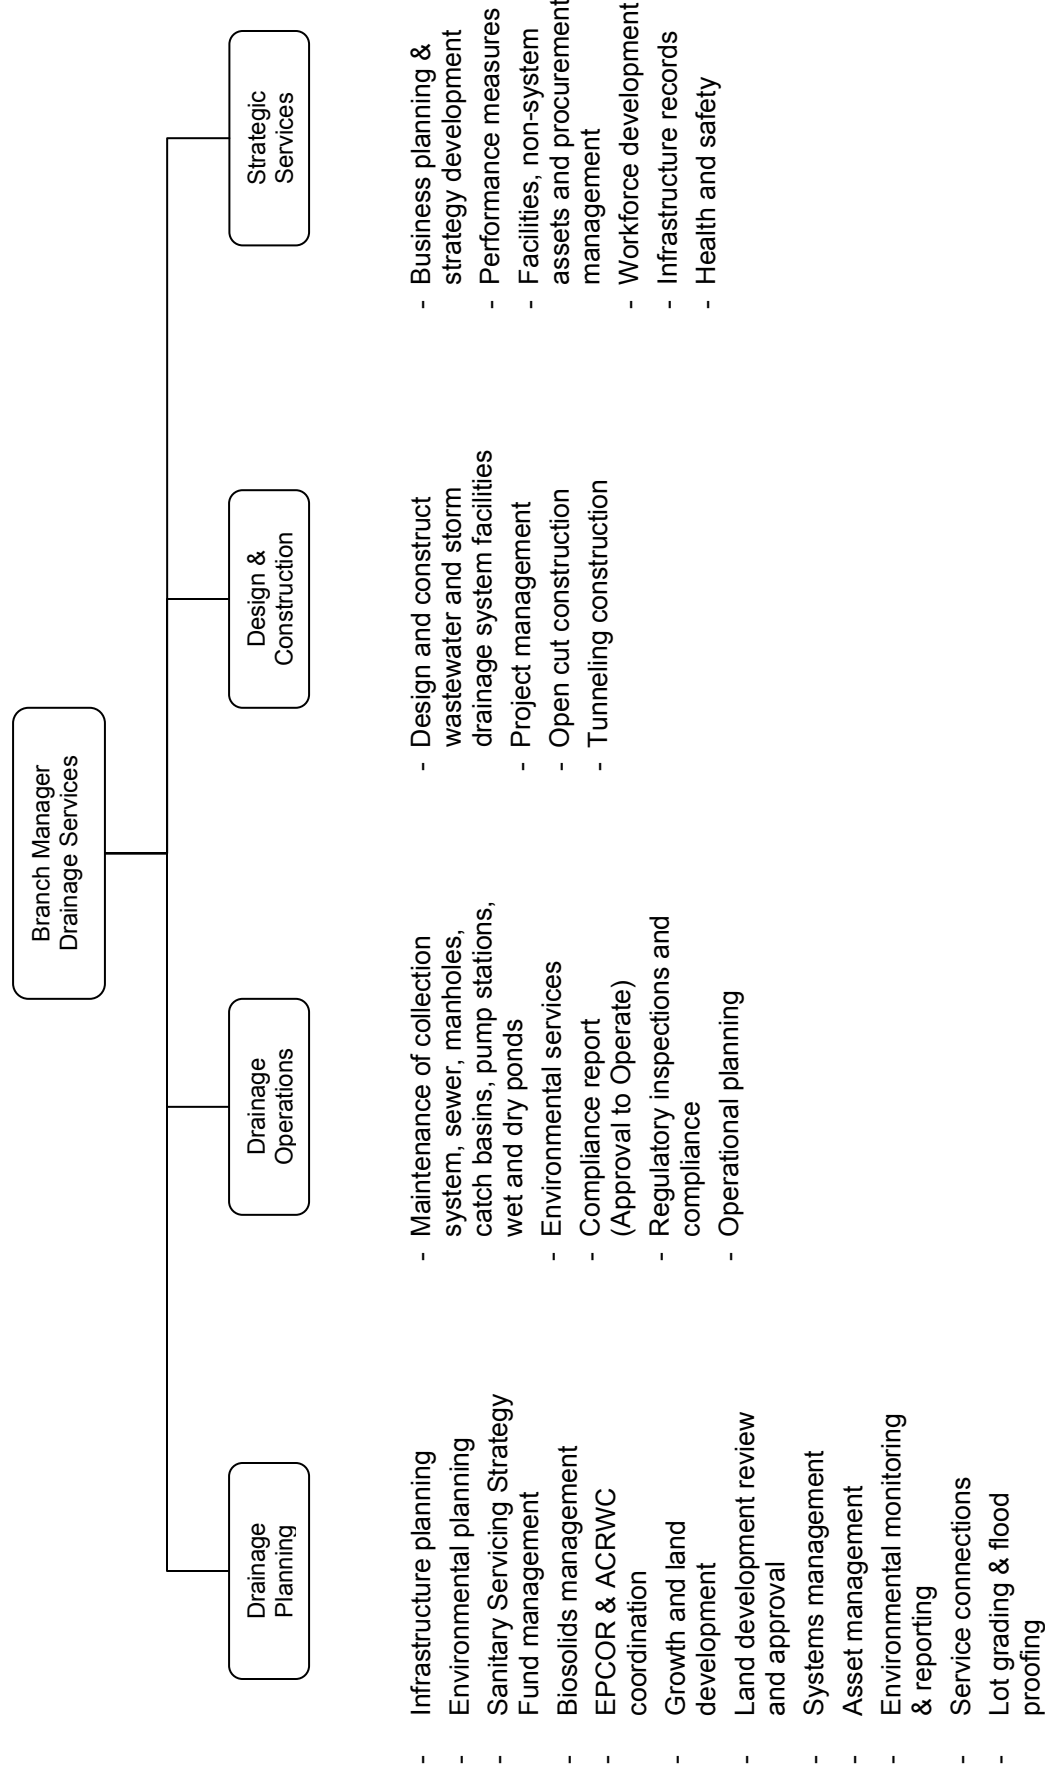 Branch Manager
Drainage Services
Drainage
Planning
- Infrastructure planning
- Environmental planning
- Sanitary Servicing Strategy
Fund management
- Biosolids management
- EPCOR & ACRWC
coordination
- Growth and land
development
- Land development review
and approval
- Systems management
- Asset management
- Environmental monitoring
& reporting
- Service connections
- Lot grading & flood
proofing
Drainage
Operations
- Maintenance of collection
system, sewer, manholes,
catch basins, pump stations,
wet and dry ponds
- Environmental services
- Compliance report
(Approval to Operate)
- Regulatory inspections and
compliance
- Operational planning
Design &
Construction
- Design and construct
wastewater and storm
drainage system facilities
- Project management
- Open cut construction
- Tunneling construction
Strategic
Services
- Business planning &
strategy development
- Performance measures
- Facilities, non-system
assets and procurement
management
- Workforce development
- Infrastructure records
- Health and safety